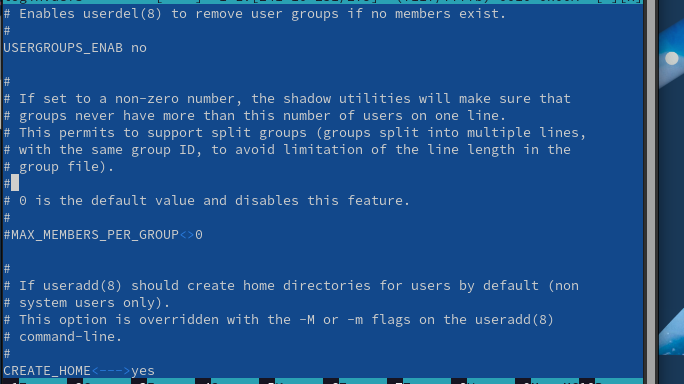 # Enables userdel(8) to remove user groups if no members exist.
#
USERGROUPS_ENAB no
#
# If set to a non-zero number, the shadow utilities will make sure that
# groups never have more than this number of users on one line.
# This permits to support split groups (groups split into multiple lines,
# with the same group ID, to avoid limitation of the line length in the
# group file).
#
# 0 is the default value and disables this feature.
#
#MAX_MEMBERS_PER_GROUP<>0
#
# If useradd(8) should create home directories for users by default (non
# system users only).
# This option is overridden with the -M or -m flags on the useradd(8)
# command-line.
#
CREATE_HOME<--->yes